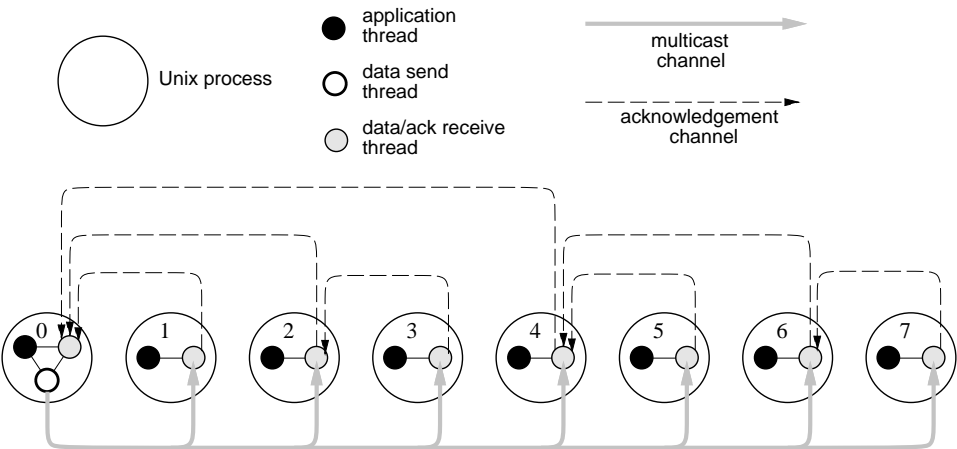 Unix process
application
thread
data send
thread
data/ack receive
thread
multicast
channel
acknowledgement
channel
0 1 2 3 4 5 6 7